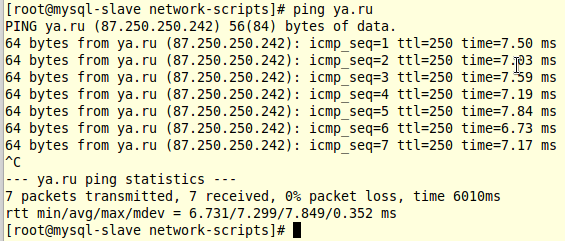 [root@mysql-slave network-scripts]# ping ya.ru
PING ya.ru (87.250.250.242) 56(84) bytes of data.
64 bytes from ya.ru (87.250.250.242): icmp_seq=1 ttl=250 time=7.50 ms
64 bytes from ya.ru (87.250.250.242): icmp_seq=2 ttl=250 time=7.03 ms
64 bytes from ya.ru (87.250.250.242): icmp_seq=3 ttl=250 time=7.59 ms
64 bytes from ya.ru (87.250.250.242): icmp_seq=4 ttl=250 time=7.19 ms
64 bytes from ya.ru (87.250.250.242): icmp_seq=5 ttl=250 time=7.84 ms
64 bytes from ya.ru (87.250.250.242): icmp_seq=6 ttl=250 time=6.73 ms
64 bytes from ya.ru (87.250.250.242): icmp_seq=7 ttl=250 time=7.17 ms
^C
--- ya.ru ping statistics ---
7 packets transmitted, 7 received, 0% packet loss, time 6010ms
rtt min/avg/max/mdev = 6.731/7.299/7.849/0.352 ms
[root@mysql-slave network-scripts]#